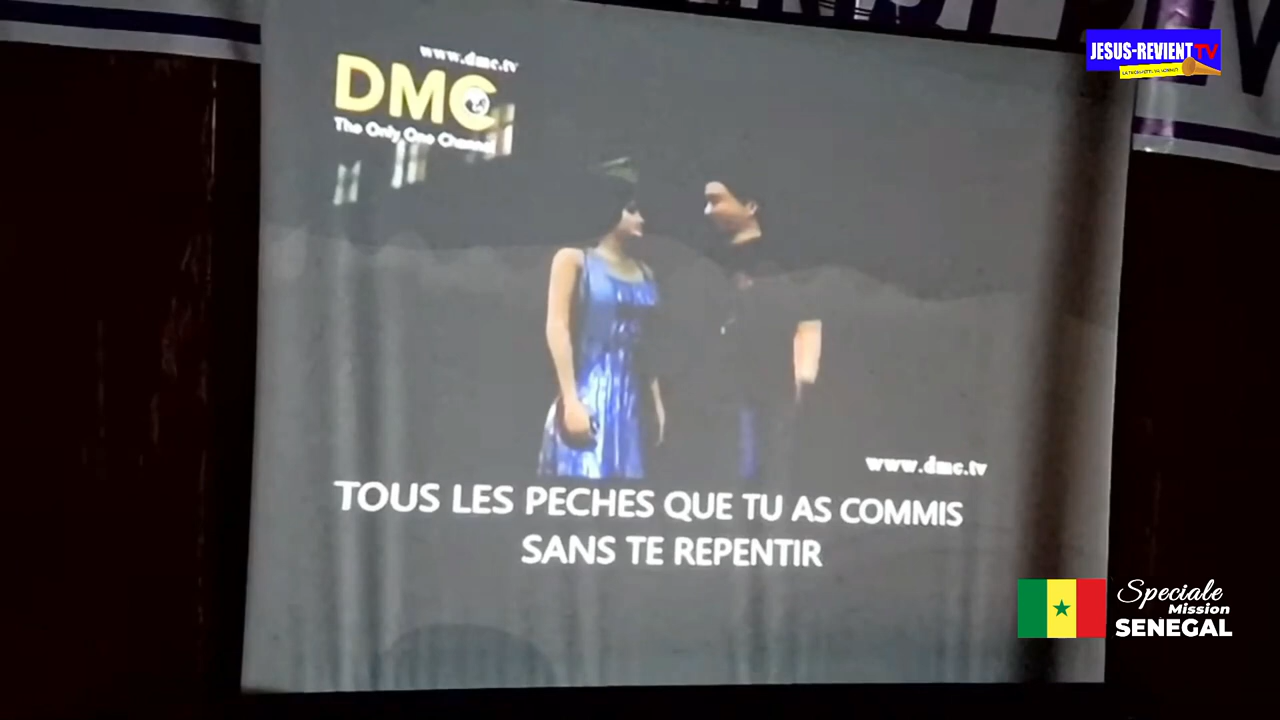 www.dmc.tv
DMC
The Only One Channel
JESUS-REVIENT TV
www.dmc.tv
TOUS LES PECHES QUE TU AS COMMIS
SANS TE REPENTIR
Speciale
Mission
SENEGAL